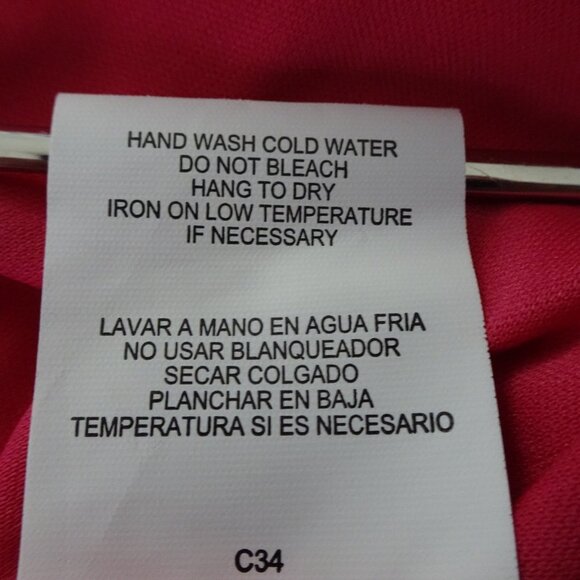 HAND WASH COLD WATER
DO NOT BLEACH
HANG TO DRY
IRON ON LOW TEMPERATURE
IF NECESSARY
LAVAR A MANO EN AGUA FRIA
NO USAR BLANQUEADOR
SECAR COLGADO
PLANCHAR EN BAJA
TEMPERATURA SI ES NECESARIO
C34